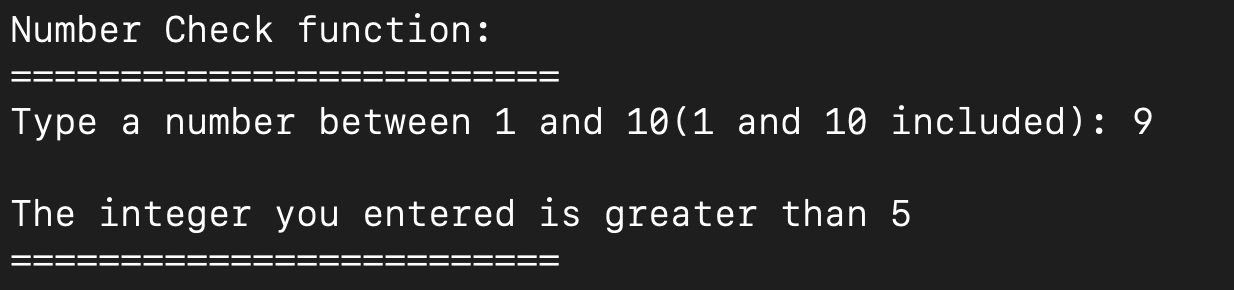 Number Check function:
=========================
Type a number between 1 and 10(1 and 10 included): 9
The integer you entered is greater than 5
=========================